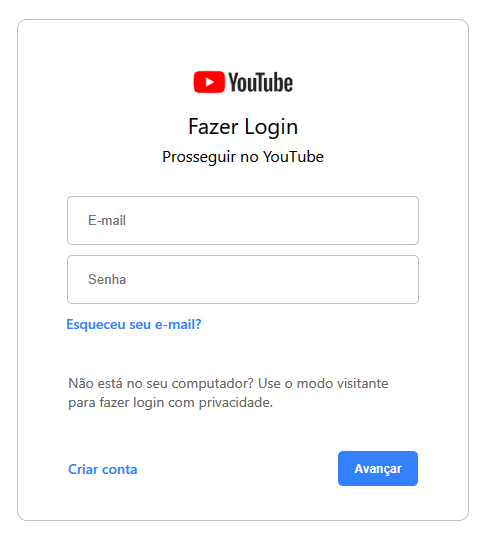 YouTube
Fazer Login
Prosseguir no YouTube
E-mail
Senha
Esqueceu seu e-mail?
Não está no seu computador? Use o modo visitante
para fazer login com privacidade.
Criar conta
Avançar